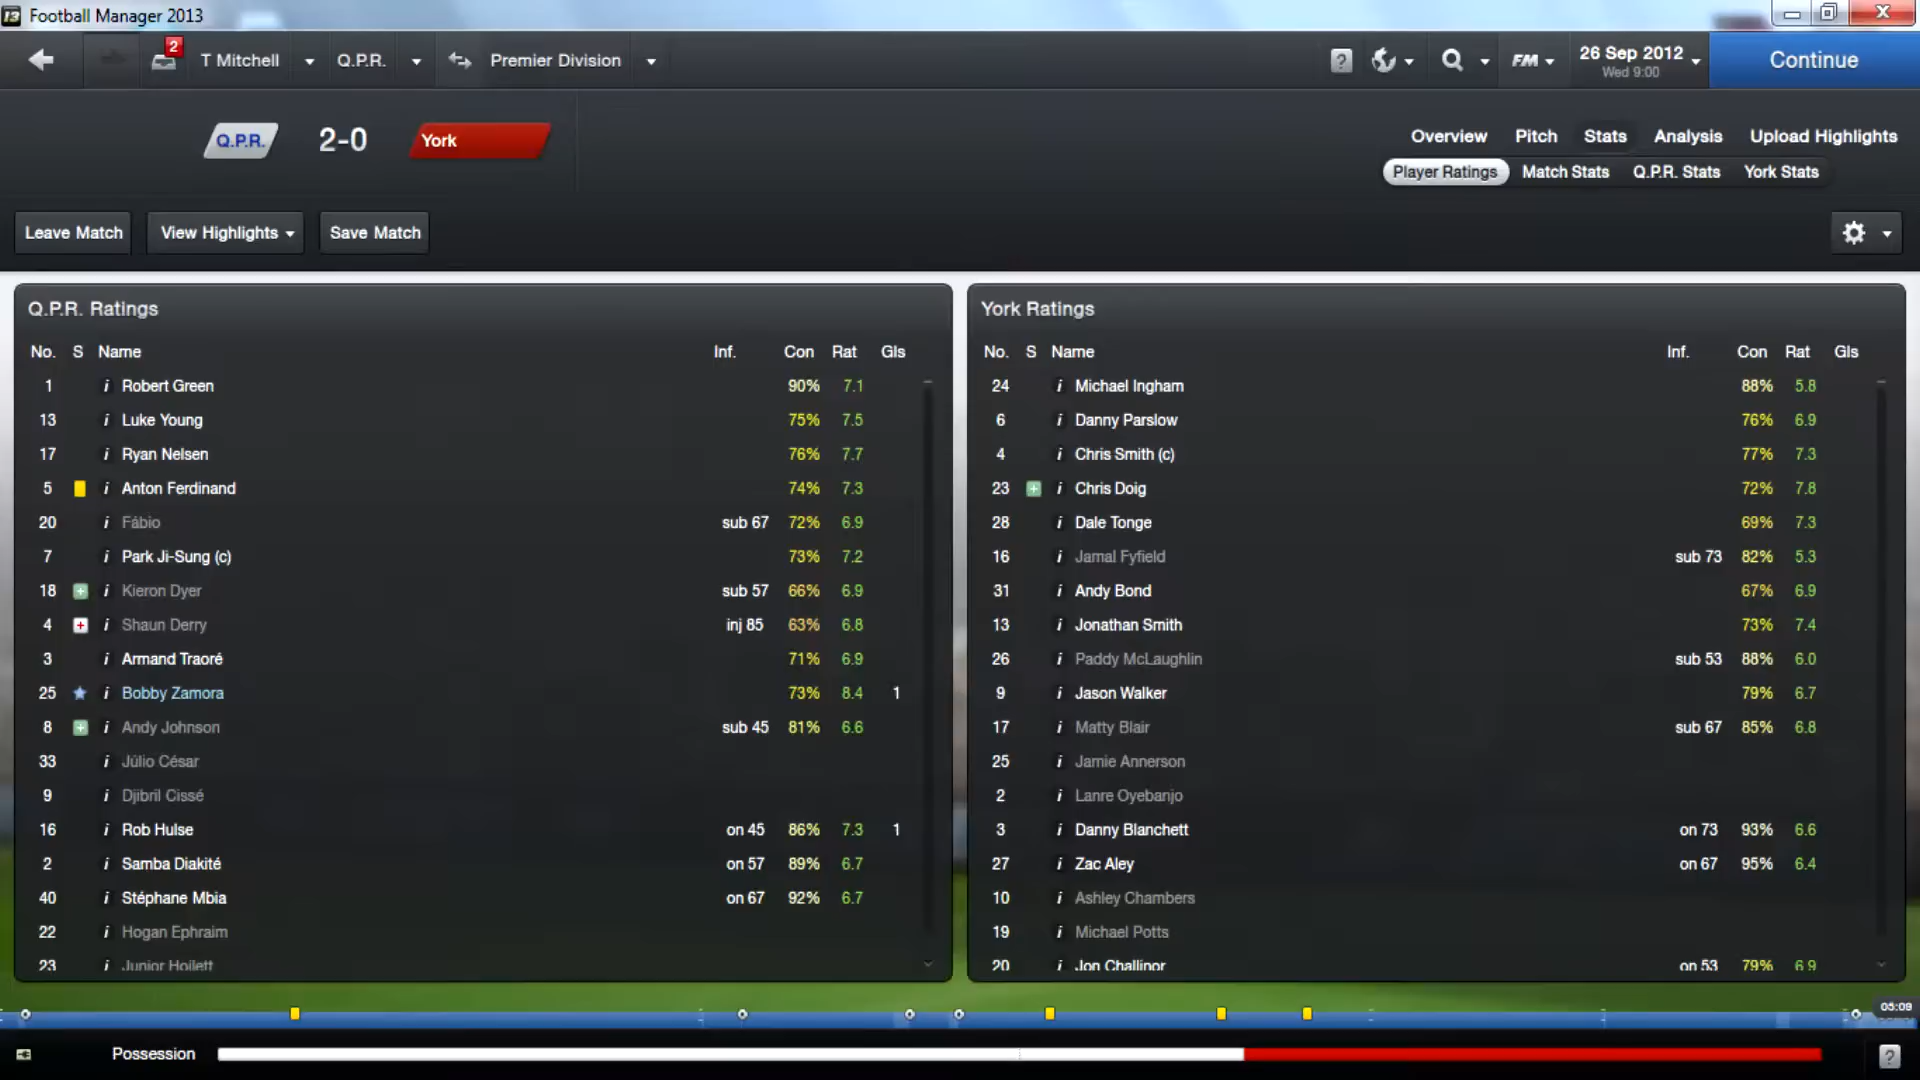 Football Manager 2013
2 T Mitchell Q.P.R. Premier Division ? FM 26 Sep 2012 Continue
Wed 9:00
Q.P.R. 2-0 York
Overview Pitch Stats Analysis Upload Highlights
Player Ratings Match Stats Q.P.R. Stats York Stats
Leave Match View Highlights Save Match
Q.P.R. Ratings
No. S Name Inf. Con Rat Gls
1 i Robert Green 90% 7.1
13 i Luke Young 75% 7.5
17 i Ryan Nelsen 76% 7.7
5 i Anton Ferdinand 74% 7.3
20 i Fábio sub 67 72% 6.9
7 i Park Ji-Sung (c) 73% 7.2
18 i Kieron Dyer sub 57 66% 6.9
4 i Shaun Derry inj 85 63% 6.8
3 i Armand Traoré 71% 6.9
25 i Bobby Zamora 73% 8.4 1
8 i Andy Johnson sub 45 81% 6.6
33 i Júlio César
9 i Djibril Cissé
16 i Rob Hulse on 45 86% 7.3 1
2 i Samba Diakité on 57 89% 6.7
40 i Stéphane Mbia on 67 92% 6.7
22 i Hogan Ephraim
23 i Junior Hoilett
York Ratings
No. S Name Inf. Con Rat Gls
24 i Michael Ingham 88% 5.8
6 i Danny Parslow 76% 6.9
4 i Chris Smith (c) 77% 7.3
23 i Chris Doig 72% 7.8
28 i Dale Tonge 69% 7.3
16 i Jamal Fyfield sub 73 82% 5.3
31 i Andy Bond 67% 6.9
13 i Jonathan Smith 73% 7.4
26 i Paddy McLaughlin sub 53 88% 6.0
9 i Jason Walker 79% 6.7
17 i Matty Blair sub 67 85% 6.8
25 i Jamie Annerson
2 i Lanre Oyebanjo
3 i Danny Blanchett on 73 93% 6.6
27 i Zac Aley on 67 95% 6.4
10 i Ashley Chambers
19 i Michael Potts
20 i Jon Challinor on 53 79% 6.9
05:09
Possession ?